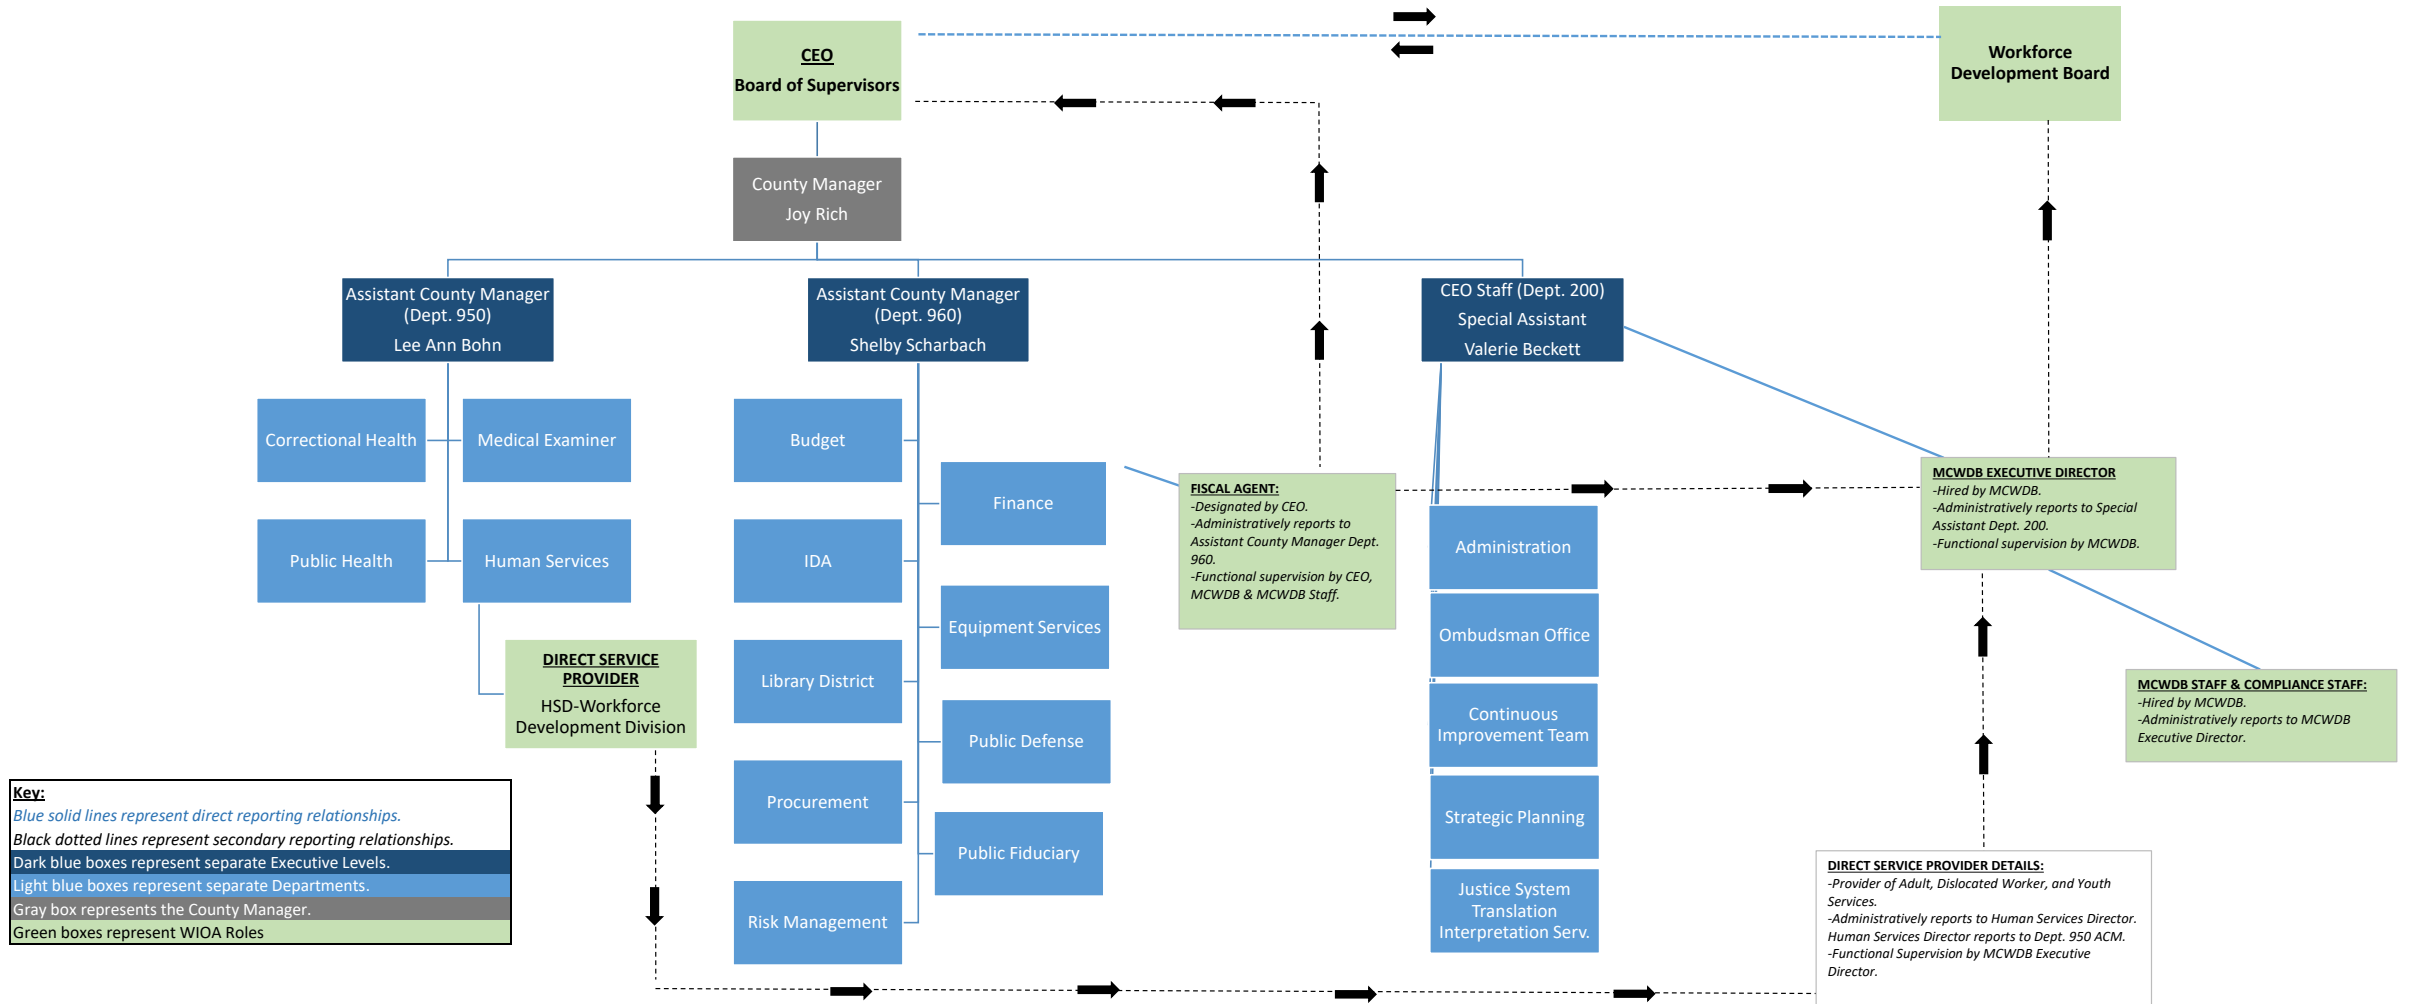 CEO
Board of Supervisors
Workforce
Development Board
County Manager
Joy Rich
Assistant County Manager
(Dept. 950)
Lee Ann Bohn
Assistant County Manager
(Dept. 960)
Shelby Scharbach
CEO Staff (Dept. 200)
Special Assistant
Valerie Beckett
Correctional Health
Medical Examiner
Public Health
Human Services
DIRECT SERVICE
PROVIDER
HSD-Workforce
Development Division
Budget
Finance
IDA
Equipment Services
Library District
Public Defense
Procurement
Public Fiduciary
Risk Management
FISCAL AGENT:
-Designated by CEO.
-Administratively reports to
Assistant County Manager Dept.
960.
-Functional supervision by CEO,
MCWDB & MCWDB Staff.
Administration
Ombudsman Office
Continuous
Improvement Team
Strategic Planning
Justice System
Translation
Interpretation Serv.
MCWDB EXECUTIVE DIRECTOR
-Hired by MCWDB.
-Administratively reports to Special
Assistant Dept. 200.
-Functional supervision by MCWDB.
MCWDB STAFF & COMPLIANCE STAFF:
-Hired by MCWDB.
-Administratively reports to MCWDB
Executive Director.
DIRECT SERVICE PROVIDER DETAILS:
-Provider of Adult, Dislocated Worker, and Youth
Services.
-Administratively reports to Human Services Director.
Human Services Director reports to Dept. 950 ACM.
-Functional Supervision by MCWDB Executive
Director.
Key:
Blue solid lines represent direct reporting relationships.
Black dotted lines represent secondary reporting relationships.
Dark blue boxes represent separate Executive Levels.
Light blue boxes represent separate Departments.
Gray box represents the County Manager.
Green boxes represent WIOA Roles